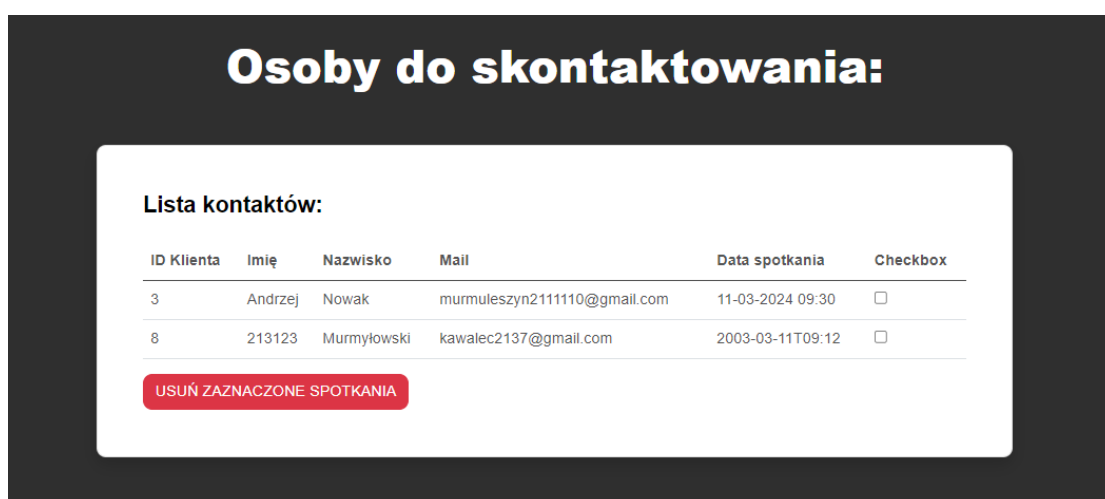 Osoby do skontaktowania:
Lista kontaktów:
ID Klienta Imię Nazwisko Mail Data spotkania Checkbox
3 Andrzej Nowak murmuleszyn2111110@gmail.com 11-03-2024 09:30
8 213123 Murmyłowski kawalec2137@gmail.com 2003-03-11T09:12
USUŃ ZAZNACZONE SPOTKANIA